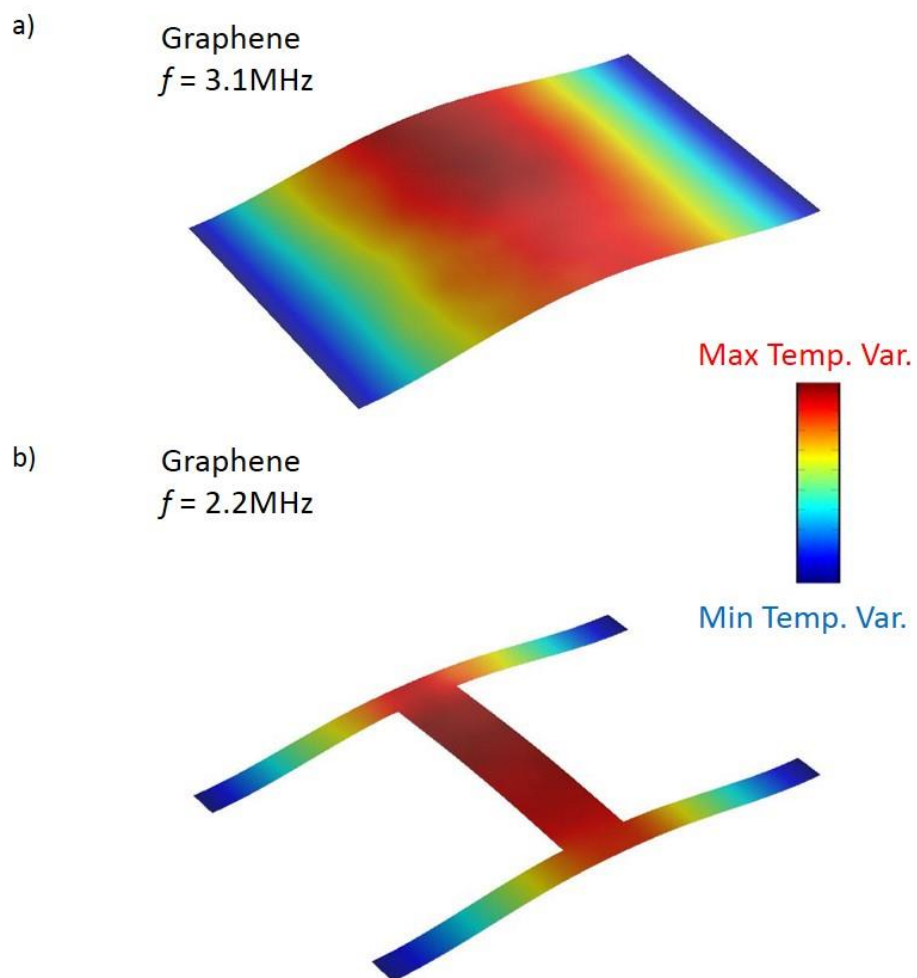 a)
Graphene
f = 3.1MHz
Max Temp. Var.
b)
Graphene
f = 2.2MHz
Min Temp. Var.